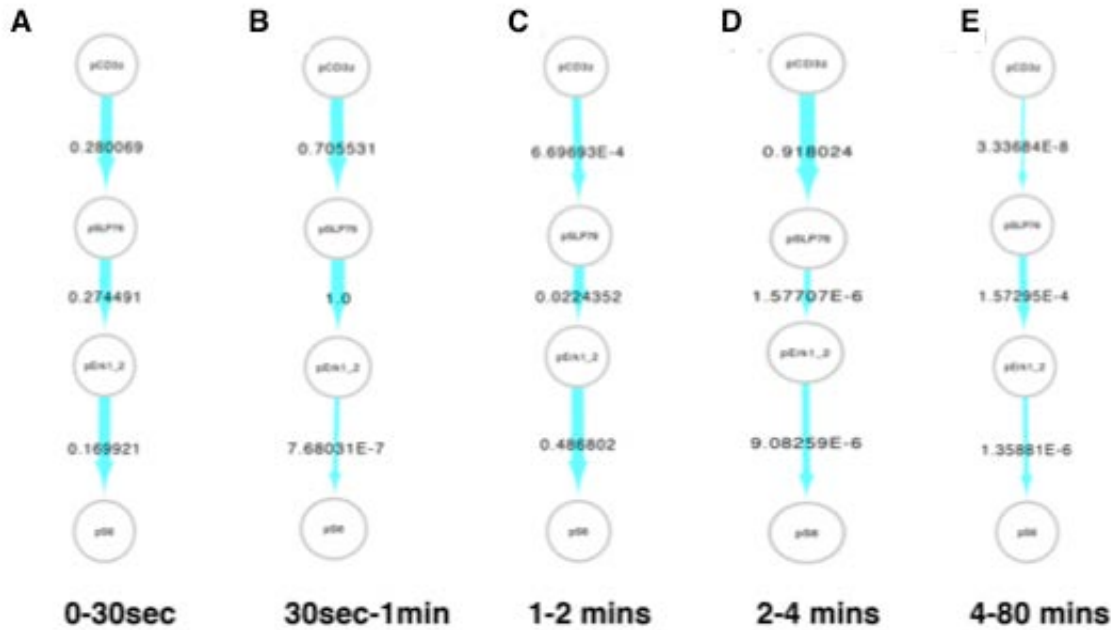 A B C D E
pCD3z pCD3z pCD3z pCD3z pCD3z
0.280069 0.705531 6.69693E-4 0.918024 3.33684E-8
pSLP76 pSLP76 pSLP76 pSLP76 pSLP76
0.274491 1.0 0.0224352 1.57707E-6 1.57295E-4
pErk1_2 pErk1_2 pErk1_2 pErk1_2 pErk1_2
0.169921 7.68031E-7 0.486802 9.08259E-6 1.35881E-6
pS6 pS6 pS6 pS6 pS6
0-30sec 30sec-1min 1-2 mins 2-4 mins 4-80 mins